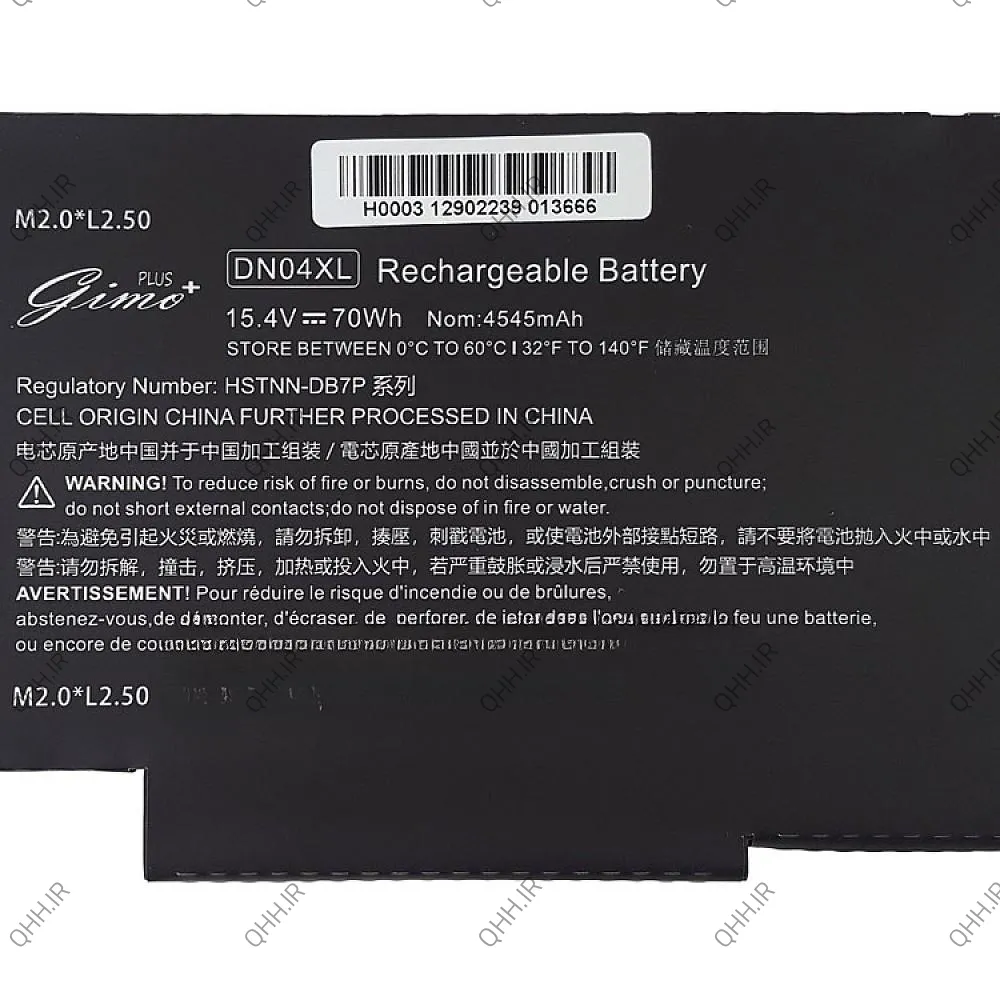 H0003 12902239 013666
M2.0*L2.50
Gimo PLUS +
DN04XL Rechargeable Battery
15.4V⎓70Wh Nom:4545mAh
STORE BETWEEN 0°C TO 60°C I 32°F TO 140°F 储藏温度范围
Regulatory Number: HSTNN-DB7P 系列
CELL ORIGIN CHINA FURTHER PROCESSED IN CHINA
电芯原产地中国并于中国加工组装 / 電芯原產地中國並於中國加工組裝
WARNING! To reduce risk of fire or burns, do not disassemble,crush or puncture;
do not short external contacts;do not dispose of in fire or water.
警告:為避免引起火災或燃燒，請勿拆卸，揍壓，刺戳電池，或使電池外部接點短路，請不要將電池拋入火中或水中
警告:请勿拆解，撞击，挤压，加热或投入火中，若严重鼓胀或浸水后严禁使用，勿置于高温环境中
AVERTISSEMENT! Pour réduire le risque d'incendie ou de brûlures,
abstenez-vous,de démonter, d'écraser. de perforer. de jeter dans l'eau le feu une batterie,
ou encore de
M2.0*L2.50
QHH.IR